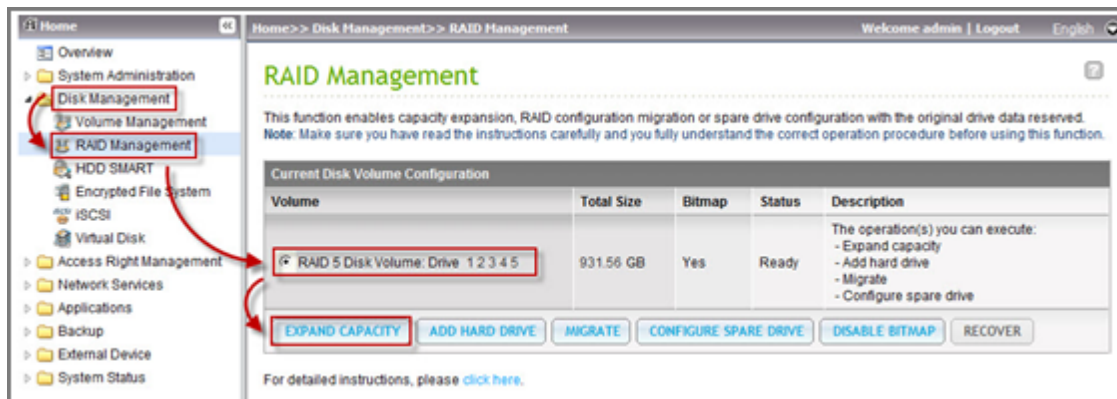 Home
Home>> Disk Management>> RAID Management
Welcome admin | Logout
English
Overview
System Administration
Disk Management
Volume Management
RAID Management
HDD SMART
Encrypted File System
iSCSI
Virtual Disk
Access Right Management
Network Services
Applications
Backup
External Device
System Status
RAID Management
This function enables capacity expansion, RAID configuration migration or spare drive configuration with the original drive data reserved.
Note: Make sure you have read the instructions carefully and you fully understand the correct operation procedure before using this function.
Current Disk Volume Configuration
Volume Total Size Bitmap Status Description
RAID 5 Disk Volume: Drive 1 2 3 4 5 931.56 GB Yes Ready
The operation(s) you can execute:
- Expand capacity
- Add hard drive
- Migrate
- Configure spare drive
EXPAND CAPACITY ADD HARD DRIVE MIGRATE CONFIGURE SPARE DRIVE DISABLE BITMAP RECOVER
For detailed instructions, please click here.